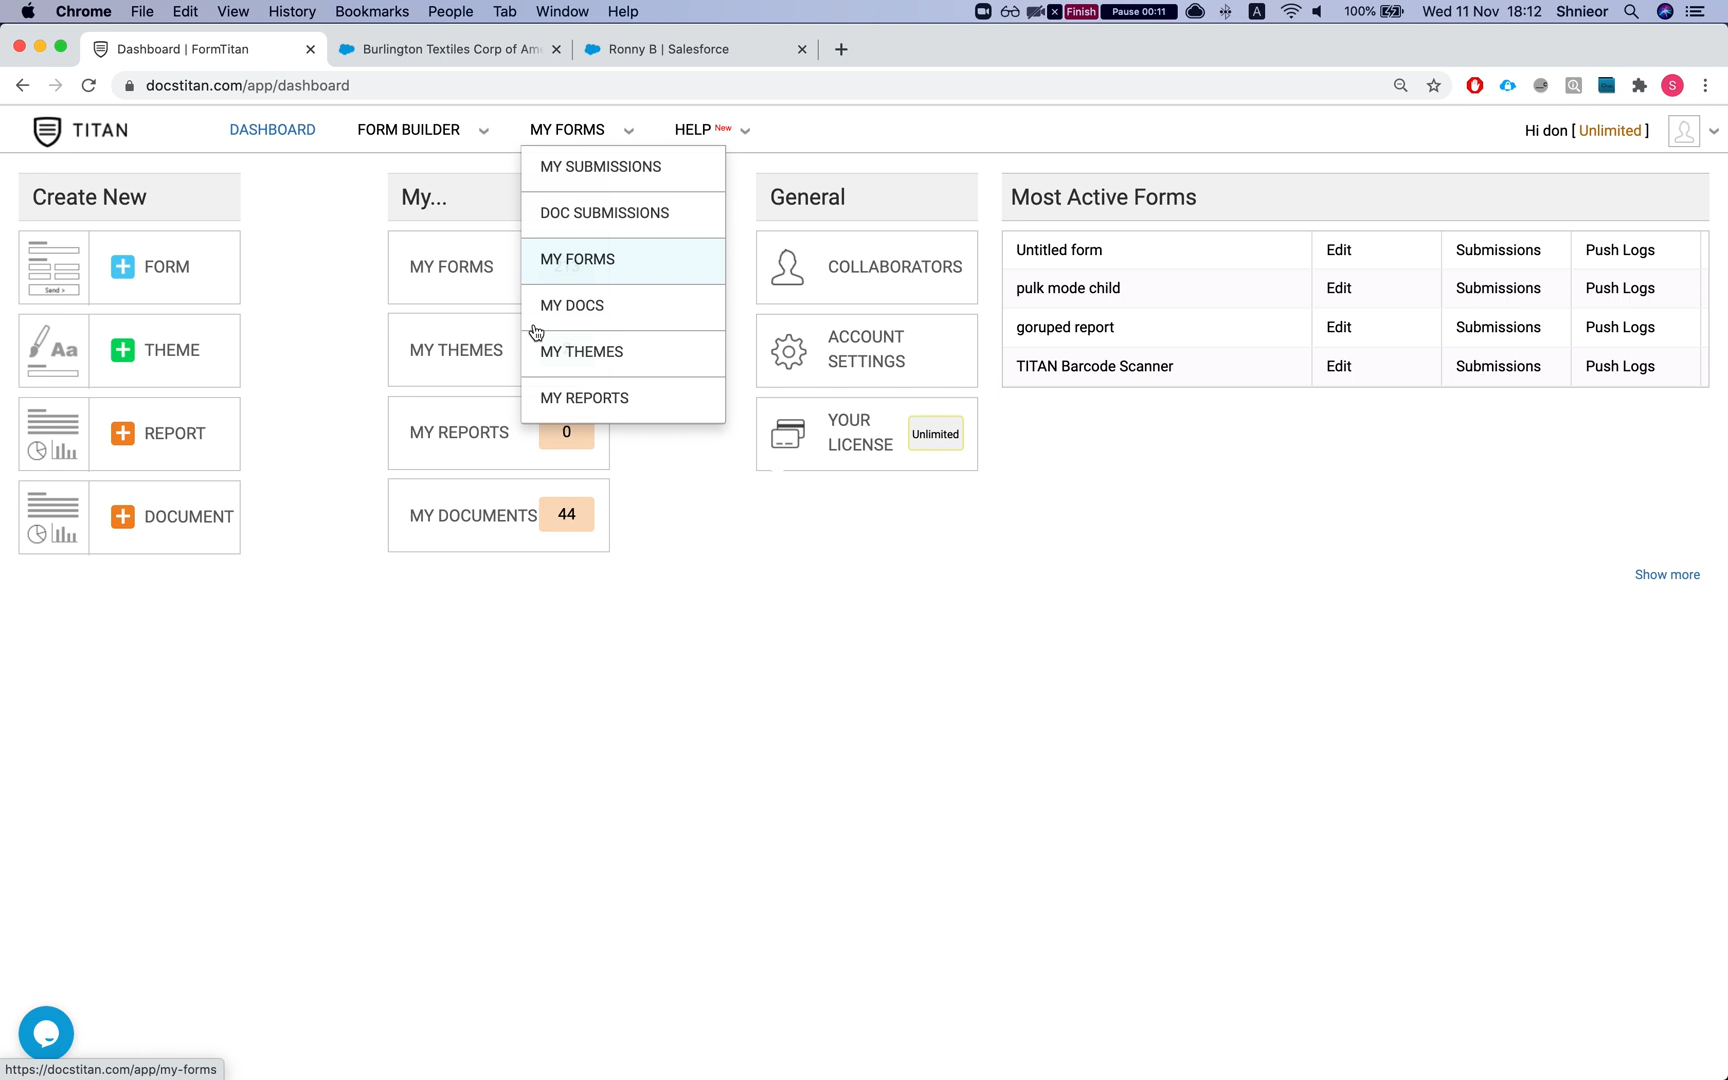 Chrome File Edit View History Bookmarks People Tab Window Help Finish Pause 00:11 A 100% Wed 11 Nov 18:12 Shnieor
Dashboard | FormTitan Burlington Textiles Corp of Am Ronny B | Salesforce
docstitan.com/app/dashboard S
TITAN DASHBOARD FORM BUILDER MY FORMS HELP New Hi don [ Unlimited ]
MY SUBMISSIONS
DOC SUBMISSIONS
MY FORMS
MY DOCS
MY THEMES
MY REPORTS
Create New
Send >
FORM
Aa
THEME
REPORT
DOCUMENT
My...
MY FORMS
MY THEMES
MY REPORTS 0
MY DOCUMENTS 44
General
COLLABORATORS
ACCOUNT
SETTINGS
YOUR
LICENSE Unlimited
Most Active Forms
Untitled form Edit Submissions Push Logs
pulk mode child Edit Submissions Push Logs
goruped report Edit Submissions Push Logs
TITAN Barcode Scanner Edit Submissions Push Logs
Show more
https://docstitan.com/app/my-forms